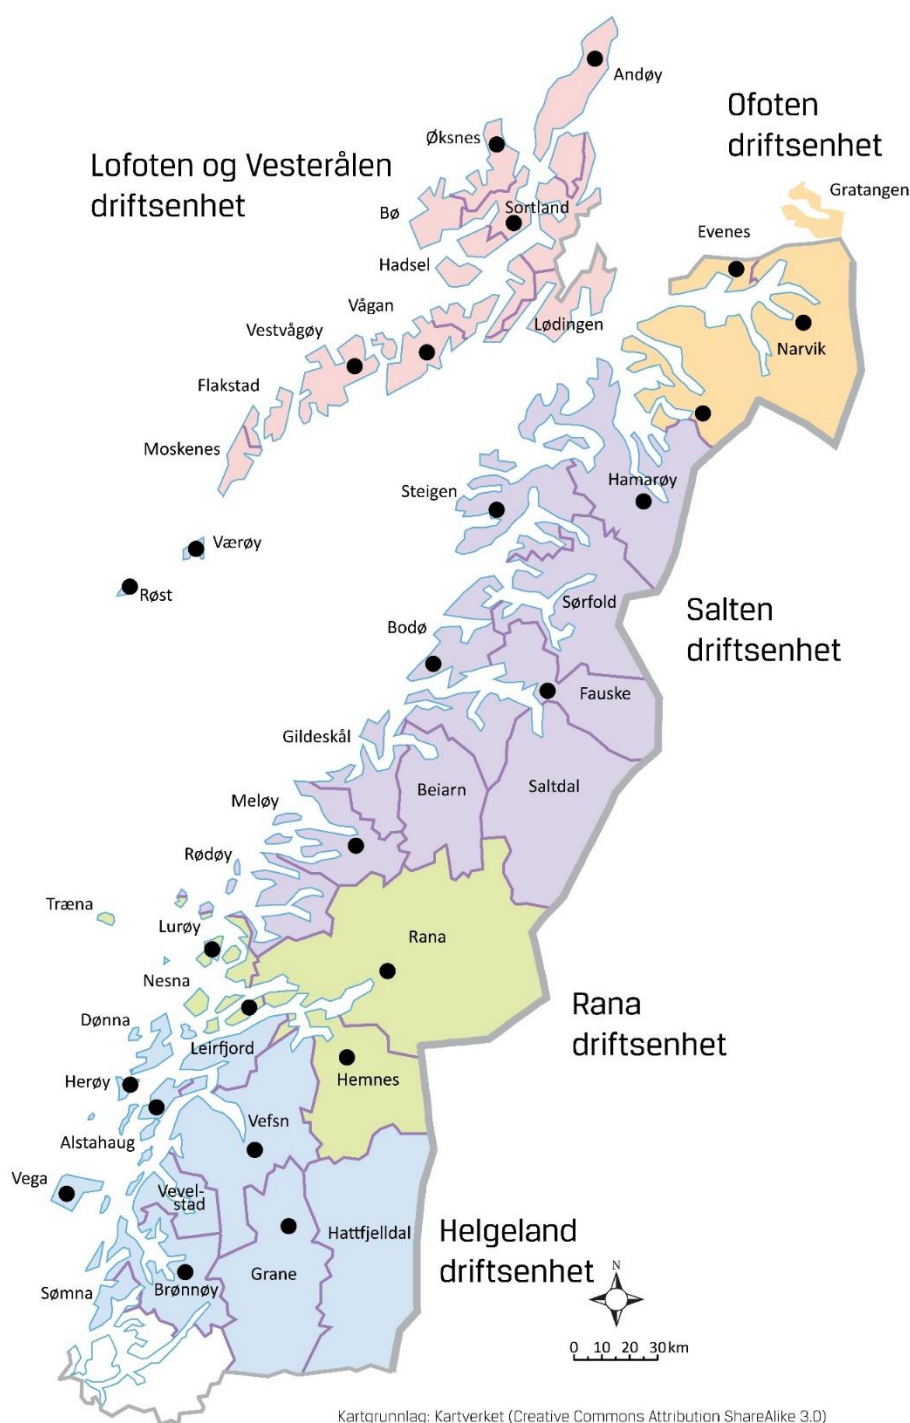 Andøy
Ofoten
driftsenhet
Øksnes
Lofoten og Vesterålen
driftsenhet
Gratangen
Bø
Sortland
Evenes
Hadsel
Vågan
Lødingen
Vestvågøy
Narvik
Flakstad
Moskenes
Hamarøy
Steigen
Værøy
Røst
Sørfold
Salten
driftsenhet
Bodø
Fauske
Gildeskål
Beiarn
Saltdal
Meløy
Rødøy
Træna
Lurøy
Rana
Nesna
Rana
driftsenhet
Dønna
Leirfjord
Herøy
Hemnes
Alstahaug
Vefsn
Vega
Vevel-
stad
Hattfjelldal
Helgeland
driftsenhet
Grane
Sømna
Brønnøy
N
0 10 20 30km
Kartgrunnlag: Kartverket (Creative Commons Attribution ShareAlike 3.0)